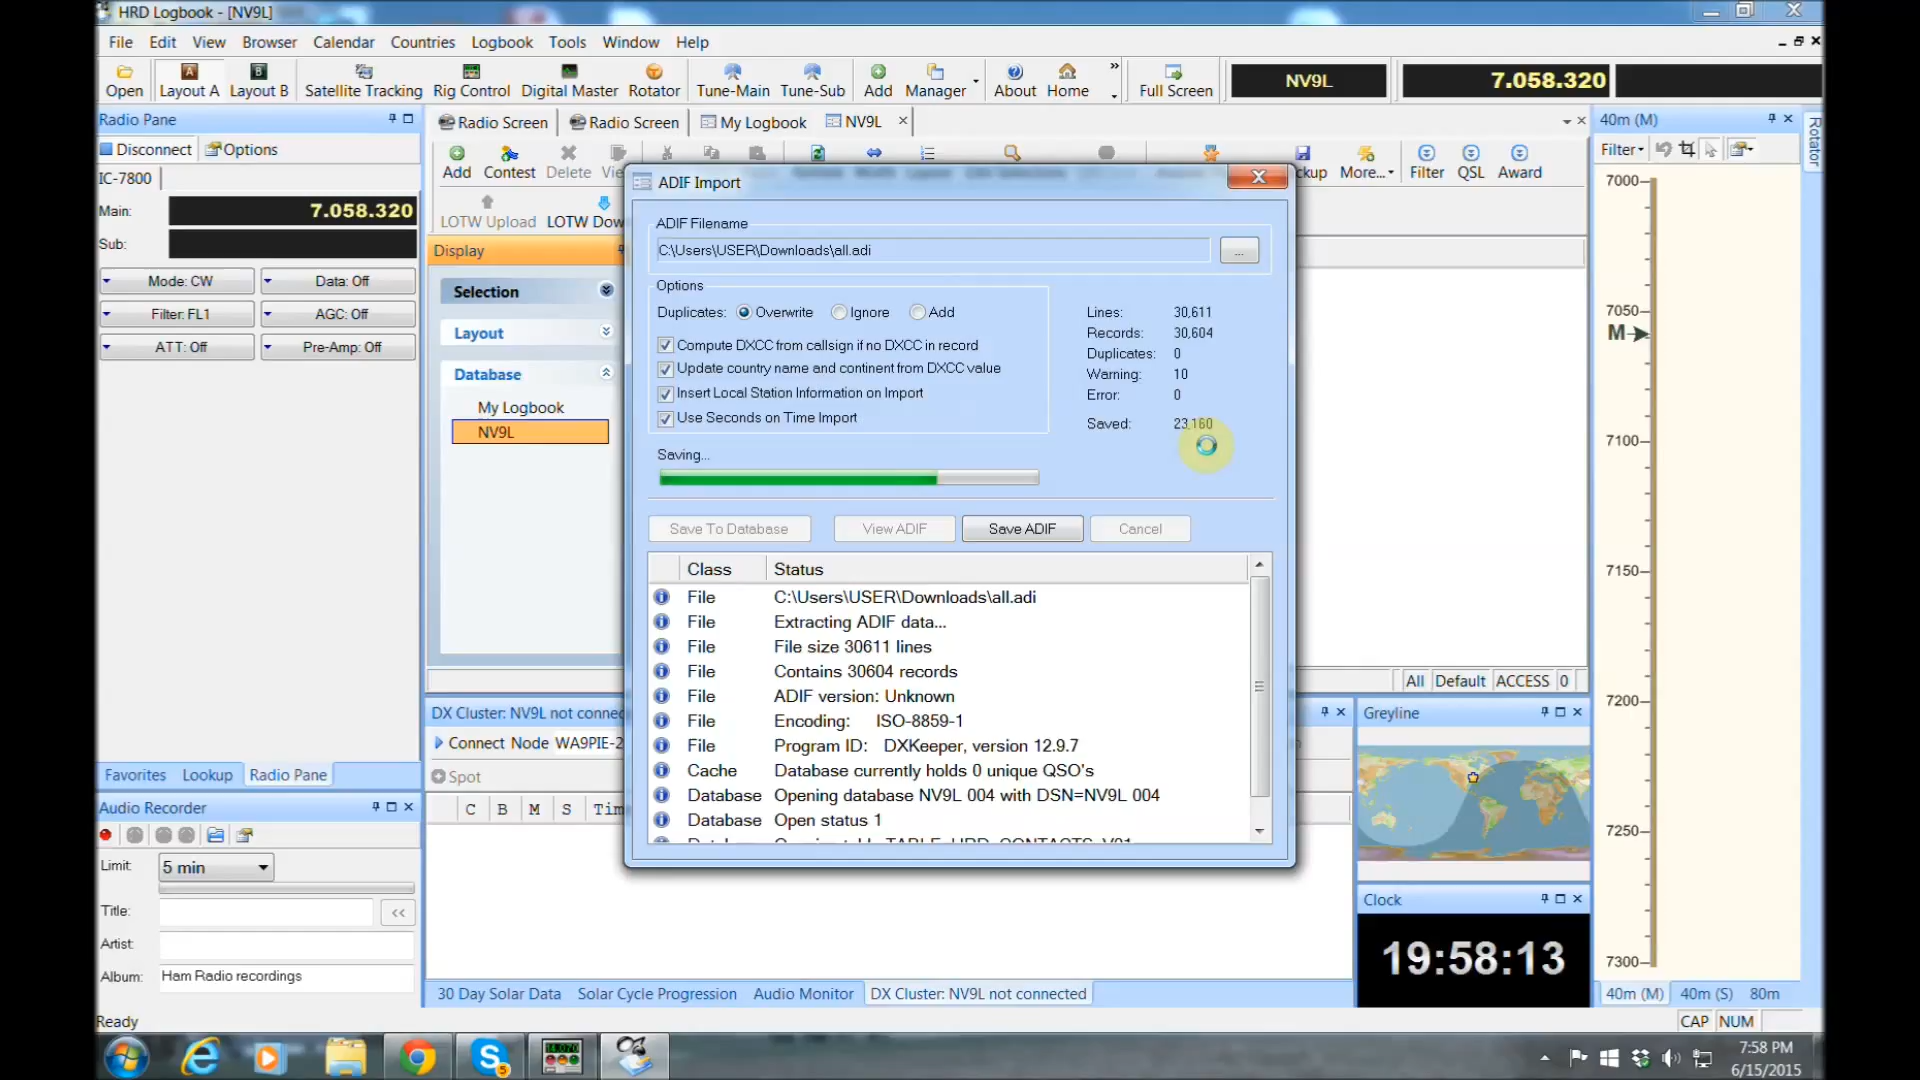 HRD Logbook - [NV9L]
File Edit View Browser Calendar Countries Logbook Tools Window Help
Open Layout A Layout B Satellite Tracking Rig Control Digital Master Rotator Tune-Main Tune-Sub Add Manager About Home Full Screen NV9L 7.058.320
Radio Pane
Disconnect Options
IC-7800
Main: 7.058.320
Sub:
Mode: CW Data: Off
Filter: FL1 AGC: Off
ATT: Off Pre-Amp: Off
Favorites Lookup Radio Pane
Audio Recorder
Limit: 5 min
Title: <<
Artist:
Album: Ham Radio recordings
Ready
Radio Screen Radio Screen My Logbook NV9L
Add Contest Delete More... Filter QSL Award
LOTW Upload
Display
Selection
Layout
Database
My Logbook
NV9L
ADIF Import
ADIF Filename
C:\Users\USER\Downloads\all.adi ...
Options
Duplicates: Overwrite Ignore Add
Compute DXCC from callsign if no DXCC in record
Update country name and continent from DXCC value
Insert Local Station Information on Import
Use Seconds on Time Import
Lines: 30,611
Records: 30,604
Duplicates: 0
Warning: 10
Error: 0
Saved: 23,160
Saving...
Save To Database View ADIF Save ADIF Cancel
Class Status
File C:\Users\USER\Downloads\all.adi
File Extracting ADIF data...
File File size 30611 lines
File Contains 30604 records
File ADIF version: Unknown
File Encoding: ISO-8859-1
File Program ID: DXKeeper, version 12.9.7
Cache Database currently holds 0 unique QSO's
Database Opening database NV9L 004 with DSN=NV9L 004
Database Open status 1
All Default ACCESS 0
DX Cluster: NV9L not connec
Connect Node WA9PIE-2
Spot
C B M S Tim
30 Day Solar Data Solar Cycle Progression Audio Monitor DX Cluster: NV9L not connected
Greyline
Clock
19:58:13
40m (M)
Rotator
Filter
7000
7050
M
7100
7150
7200
7250
7300
40m (M) 40m (S) 80m
CAP NUM
7:58 PM
6/15/2015